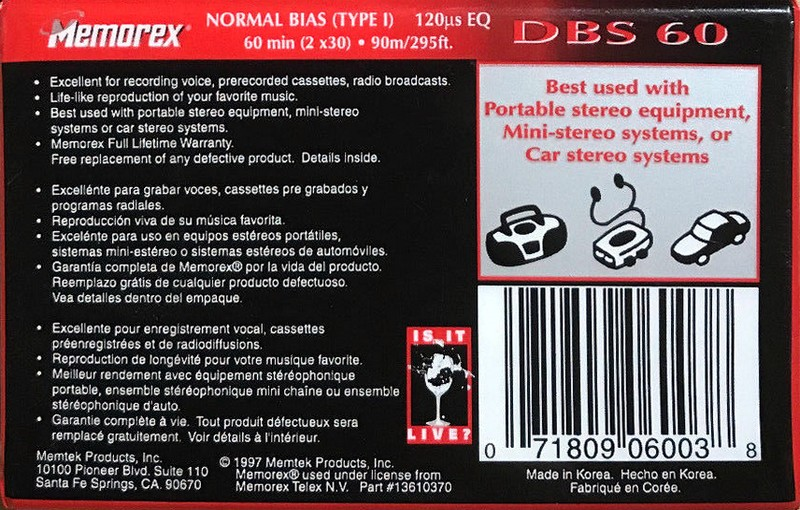 Memorex
NORMAL BIAS (TYPE I) 120µs EQ
60 min (2 x30) • 90m/295ft.
DBS 60
• Excellent for recording voice, prerecorded cassettes, radio broadcasts.
• Life-like reproduction of your favorite music.
• Best used with portable stereo equipment, mini-stereo
systems or car stereo systems.
• Memorex Full Lifetime Warranty.
Free replacement of any defective product. Details inside.
• Excelénte para grabar voces, cassettes pre grabados y
programas radiales.
• Reproducción viva de su música favorita.
• Excelénte para uso en equipos estéreos portátiles,
sistemas mini-estéreo o sistemas estéreos de automóviles.
• Garantía completa de Memorex® por la vida del producto.
Reemplazo grátis de cualquier producto defectuoso.
Vea detalles dentro del empaque.
• Excellente pour enregistrement vocal, cassettes
préenregistrées et de radiodiffusions.
• Reproduction de longévité pour votre musique favorite.
• Meilleur rendement avec équipement stéréophonique
portable, ensemble stéréophonique mini chaîne ou ensemble
stéréophonique d'auto.
• Garantie complète à vie. Tout produit défectueux sera
remplacé gratuitement. Voir détails à l'intérieur.
Memtek Products, Inc.
10100 Pioneer Blvd. Suite 110
Santa Fe Springs, CA. 90670
© 1997 Memtek Products, Inc.
Memorex® used under license from
Memorex Telex N.V. Part #13610370
IS IT
LIVE?
Best used with
Portable stereo equipment,
Mini-stereo systems, or
Car stereo systems
0 71809 06003 8
Made in Korea. Hecho en Korea.
Fabriqué en Corée.